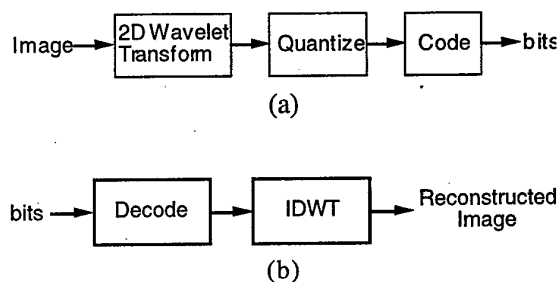 Image
2D Wavelet
Transform
Quantize
Code
bits
(a)
bits
Decode
IDWT
Reconstructed
Image
(b)